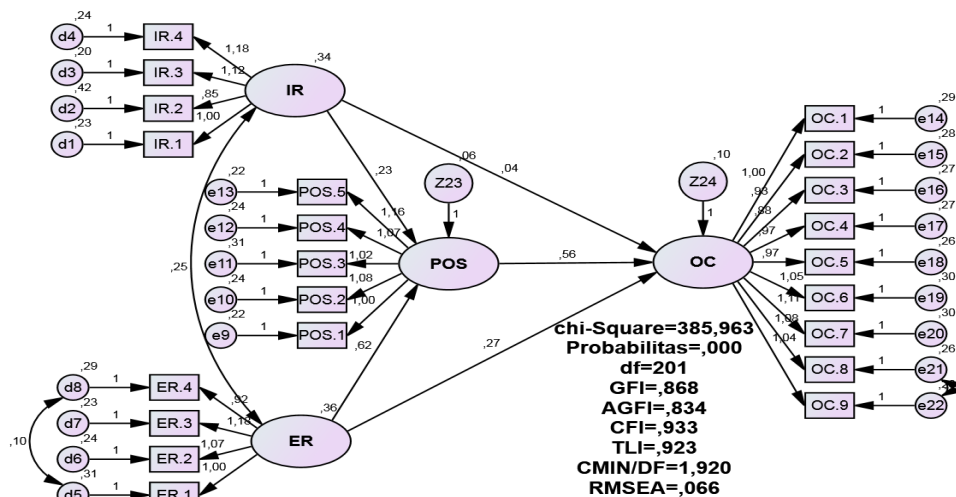 ,24
d4 1 IR.4 1,18
,20
d3 1 IR.3 1,12
,42
d2 1 IR.2 ,85
,23
d1 1 IR.1 1,00
IR ,34
,25
,22
e13 1 POS.5 1,16
,24
e12 1 POS.4 1,07
,31
e11 1 POS.3 1,02
,24
e10 1 POS.2 1,08
,22
e9 1 POS.1 1,00
,23
,06
Z23
1
POS
,62
,04
,56
,27
,10
Z24
1
OC
,29
1,00 OC.1 1 e14
,28
,93 OC.2 1 e15
,27
,88 OC.3 1 e16
,27
,97 OC.4 1 e17
,26
,97 OC.5 1 e18
,30
1,05 OC.6 1 e19
,30
1,11 OC.7 1 e20
,26
1,08 OC.8 1 e21
1,04 OC.9 1 e22
,29
d8 1 ER.4 ,92
,23
d7 1 ER.3 1,18
,24
d6 1 ER.2 1,07
,31
d5 1 ER.1 1,00
,10
ER ,36
chi-Square=385,963
Probabilitas=,000
df=201
GFI=,868
AGFI=,834
CFI=,933
TLI=,923
CMIN/DF=1,920
RMSEA=,066